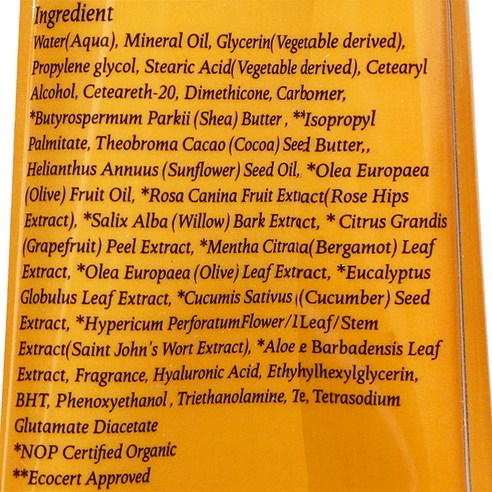 Ingredient
Water(Aqua), Mineral Oil, Glycerin(Vegetable derived),
Propylene glycol, Stearic Acid(Vegetable derived), Cetearyl
Alcohol, Ceteareth-20, Dimethicone, Carbomer,
*Butyrospermum Parkii (Shea) Butter, **Isopropyl
Palmitate, Theobroma Cacao (Cocoa) Seed Butter,,
Helianthus Annuus (Sunflower) Seed Oil, *Olea Europaea
(Olive) Fruit Oil, *Rosa Canina Fruit Extract(Rose Hips
Extract), *Salix Alba (Willow) Bark Extract, * Citrus Grandis
(Grapefruit) Peel Extract, *Mentha Citrata(Bergamot) Leaf
Extract, *Olea Europaea (Olive) Leaf Extract, *Eucalyptus
Globulus Leaf Extract, *Cucumis Sativus (Cucumber) Seed
Extract, *Hypericum PerforatumFlower/lLeaf/Stem
Extract(Saint John's Wort Extract), *Aloe e Barbadensis Leaf
Extract, Fragrance, Hyaluronic Acid, Ethyhylhexylglycerin,
BHT, Phenoxyethanol, Triethanolamine, Te, Tetrasodium
Glutamate Diacetate
*NOP Certified Organic
**Ecocert Approved